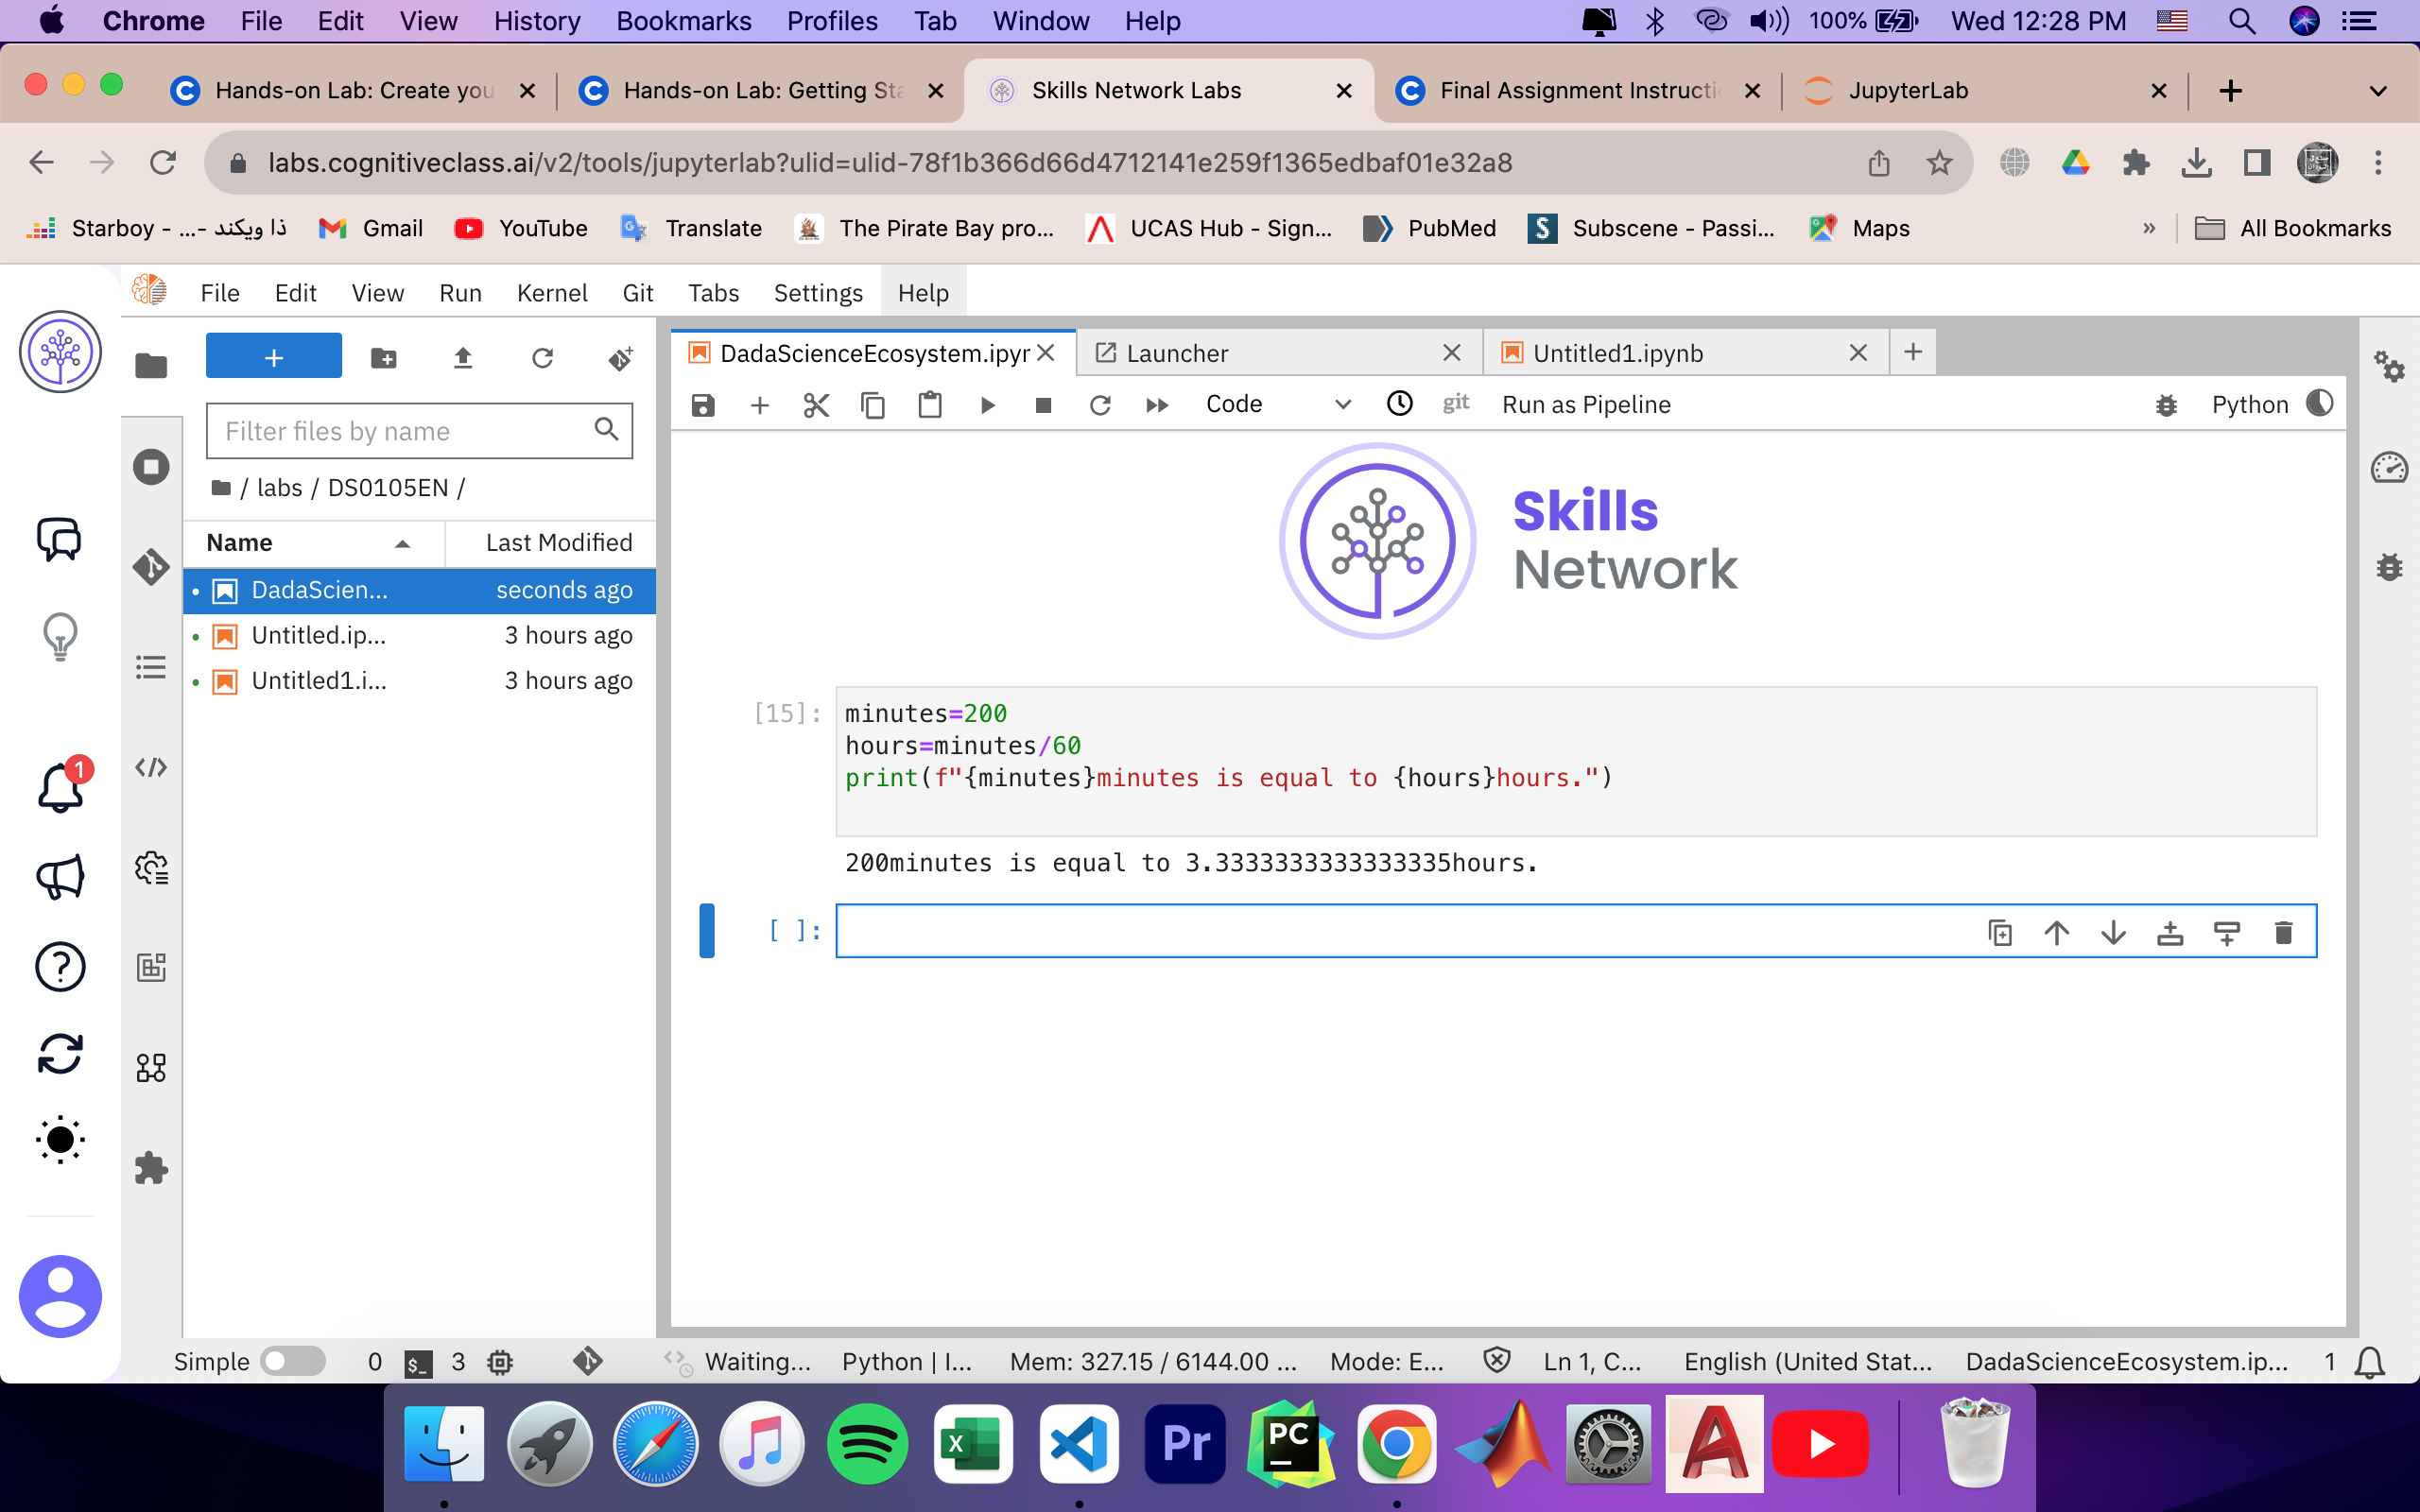 Chrome File Edit View History Bookmarks Profiles Tab Window Help 100% Wed 12:28 PM
Hands-on Lab: Create you Hands-on Lab: Getting Sta Skills Network Labs Final Assignment Instructi JupyterLab
labs.cognitiveclass.ai/v2/tools/jupyterlab?ulid=ulid-78f1b366d66d4712141e259f1365edbaf01e32a8
Starboy - ...- ذا ويكند Gmail YouTube Translate The Pirate Bay pro... UCAS Hub - Sign... PubMed Subscene - Passi... Maps » All Bookmarks
File Edit View Run Kernel Git Tabs Settings Help
DadaScienceEcosystem.ipyr Launcher Untitled1.ipynb
Code git Run as Pipeline Python
Filter files by name
/ labs / DS0105EN /
Name Last Modified
DadaScien... seconds ago
Untitled.ip... 3 hours ago
Untitled1.i... 3 hours ago
1
Skills
Network
[15]: minutes=200
hours=minutes/60
print(f"{minutes}minutes is equal to {hours}hours.")
200minutes is equal to 3.3333333333333335hours.
[ ]:
Simple 0 $_ 3 Waiting... Python | I... Mem: 327.15 / 6144.00 ... Mode: E... Ln 1, C... English (United Stat... DadaScienceEcosystem.ip... 1
X Pr PC